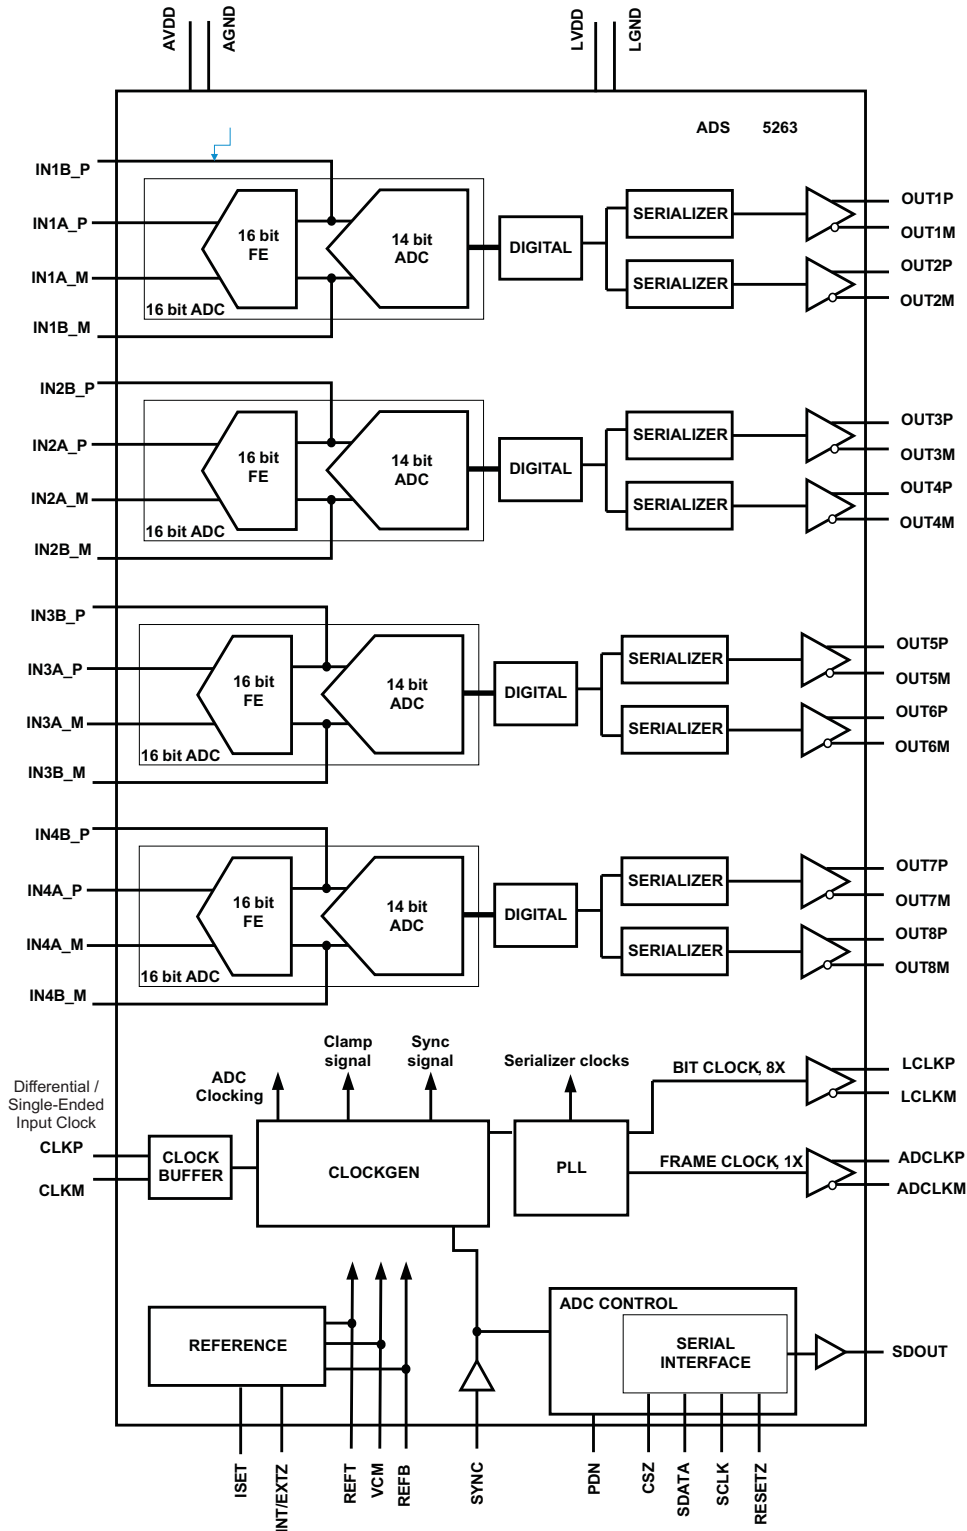 AVDD
AGND
LVDD
LGND
ADS 5263
IN1B_P
IN1A_P
IN1A_M
IN1B_M
16 bit
FE
14 bit
ADC
16 bit ADC
DIGITAL
SERIALIZER
SERIALIZER
OUT1P
OUT1M
OUT2P
OUT2M
IN2B_P
IN2A_P
IN2A_M
IN2B_M
16 bit
FE
14 bit
ADC
16 bit ADC
DIGITAL
SERIALIZER
SERIALIZER
OUT3P
OUT3M
OUT4P
OUT4M
IN3B_P
IN3A_P
IN3A_M
IN3B_M
16 bit
FE
14 bit
ADC
16 bit ADC
DIGITAL
SERIALIZER
SERIALIZER
OUT5P
OUT5M
OUT6P
OUT6M
IN4B_P
IN4A_P
IN4A_M
IN4B_M
16 bit
FE
14 bit
ADC
16 bit ADC
DIGITAL
SERIALIZER
SERIALIZER
OUT7P
OUT7M
OUT8P
OUT8M
Differential /
Single-Ended
Input Clock
CLKP
CLKM
CLOCK
BUFFER
ADC
Clocking
Clamp
signal
Sync
signal
Serializer clocks
CLOCKGEN
PLL
BIT CLOCK, 8X
FRAME CLOCK, 1X
LCLKP
LCLKM
ADCLKP
ADCLKM
REFERENCE
ADC CONTROL
SERIAL
INTERFACE
SDOUT
ISET
INT/EXTZ
REFT
VCM
REFB
SYNC
PDN
CSZ
SDATA
SCLK
RESETZ